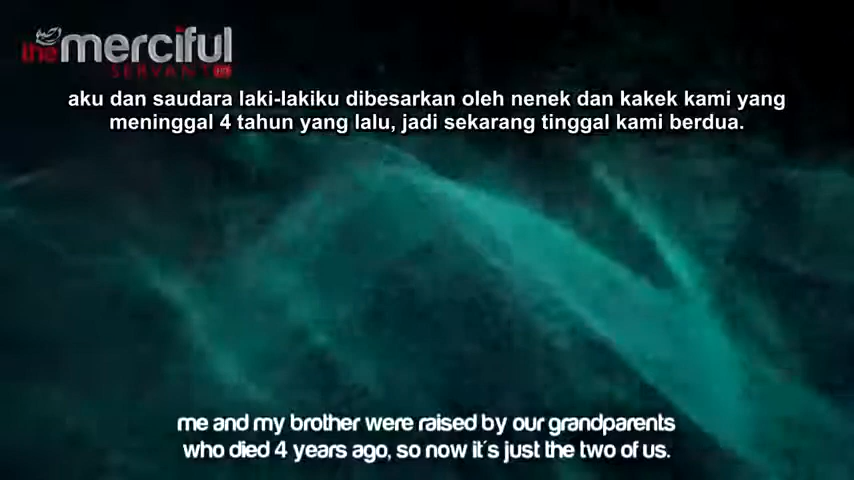 the merciful
SERVANT HD
aku dan saudara laki-lakiku dibesarkan oleh nenek dan kakek kami yang
meninggal 4 tahun yang lalu, jadi sekarang tinggal kami berdua.
me and my brother were raised by our grandparents
who died 4 years ago, so now it´s just the two of us.